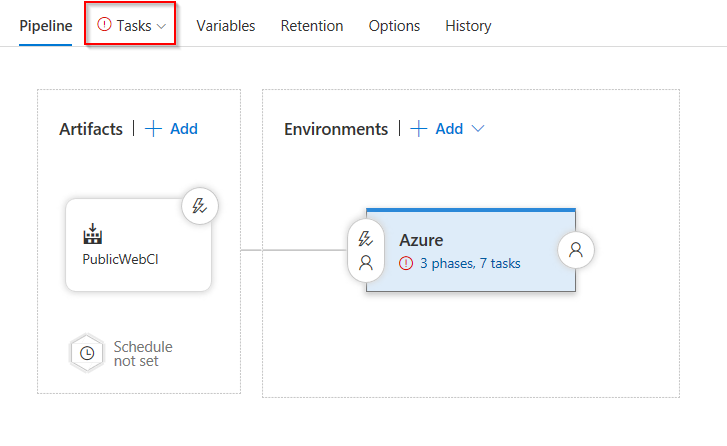 Pipeline Tasks Variables Retention Options History
Artifacts | + Add
Environments | + Add
PublicWebCI
Azure
3 phases, 7 tasks
Schedule
not set